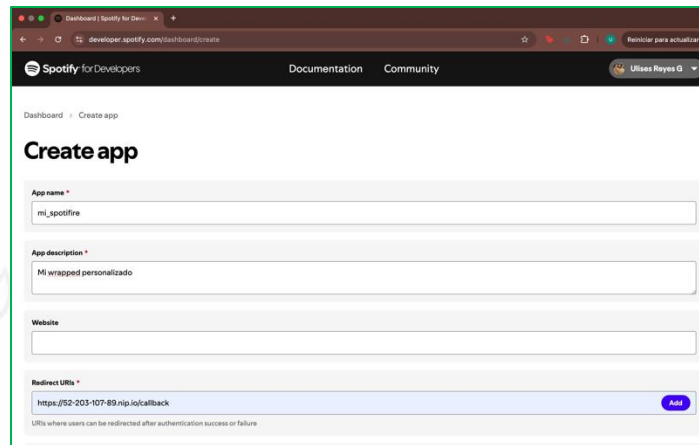 Dashboard | Spotify for Deve
developer.spotify.com/dashboard/create
Reiniciar para actualizar
Spotify for Developers
Documentation
Community
Ulises Reyes G
Dashboard
Create app
Create app
App name *
mi_spotifire
App description *
Mi wrapped personalizado
Website
Redirect URIs *
https://52-203-107-89.nip.io/callback
Add
URIs where users can be redirected after authentication success or failure